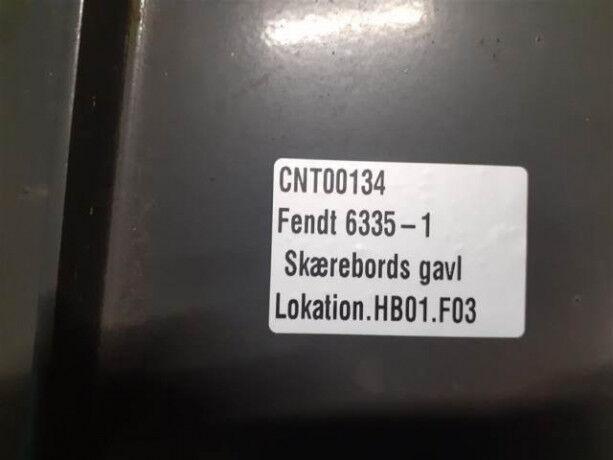 CNT00134
Fendt 6335-1
Skærebords gavl
Lokation.HB01.F03